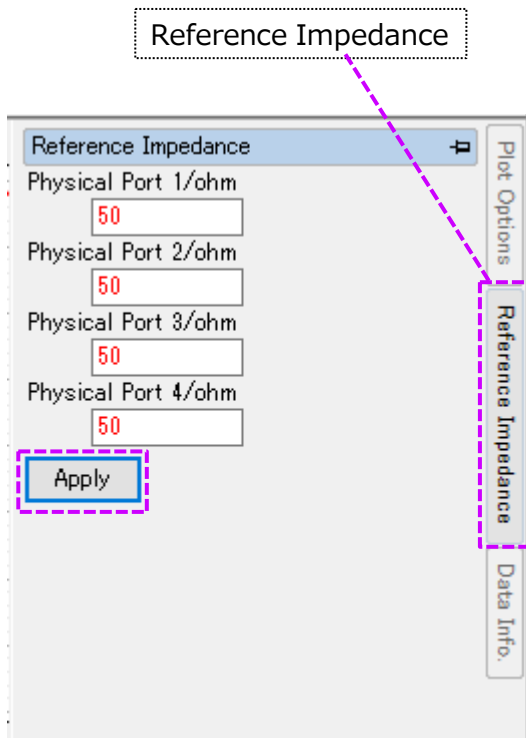 Reference Impedance
Reference Impedance
Physical Port 1/ohm
50
Physical Port 2/ohm
50
Physical Port 3/ohm
50
Physical Port 4/ohm
50
Apply
Plot Options
Reference Impedance
Data Info.